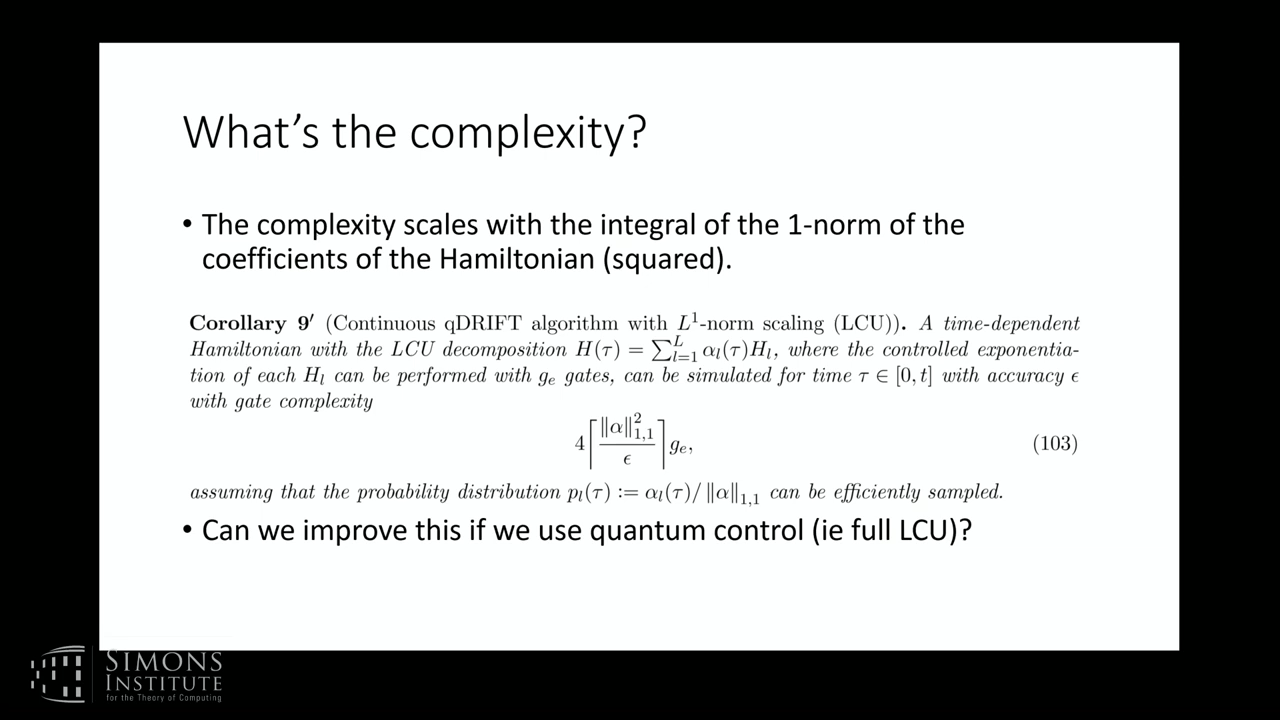 What’s the complexity?
• The complexity scales with the integral of the 1-norm of the
coefficients of the Hamiltonian (squared).
Corollary 9′ (Continuous qDRIFT algorithm with L¹-norm scaling (LCU)). A time-dependent
Hamiltonian with the LCU decomposition H(τ) = ∑_{l=1}^{L} α_l(τ)H_l, where the controlled exponentia-
tion of each H_l can be performed with g_e gates, can be simulated for time τ ∈ [0, t] with accuracy ϵ
with gate complexity
4⌈‖α‖²_{1,1}/ϵ⌉ g_e, (103)
assuming that the probability distribution p_l(τ) := α_l(τ)/ ‖α‖_{1,1} can be efficiently sampled.
• Can we improve this if we use quantum control (ie full LCU)?
SIMONS
INSTITUTE
for the Theory of Computing